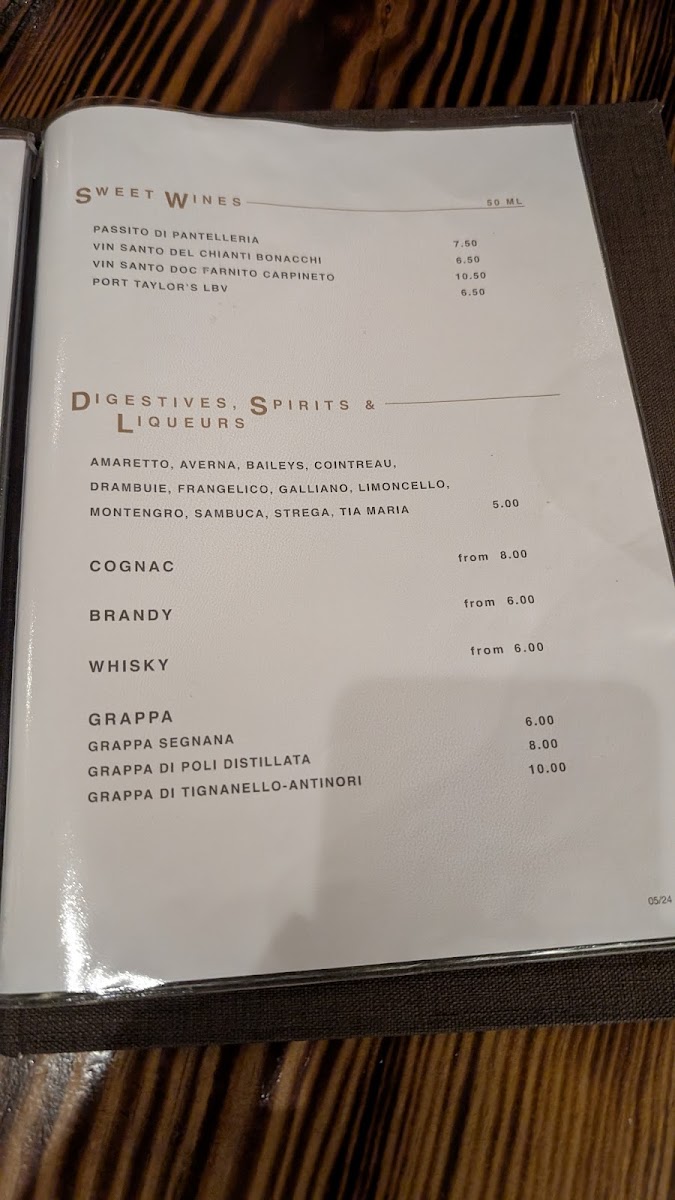 SWEET WINES 50 ML
PASSITO DI PANTELLERIA 7.50
VIN SANTO DEL CHIANTI BONACCHI 6.50
VIN SANTO DOC FARNITO CARPINETO 10.50
PORT TAYLOR'S LBV 6.50
DIGESTIVES, SPIRITS &
LIQUEURS
AMARETTO, AVERNA, BAILEYS, COINTREAU,
DRAMBUIE, FRANGELICO, GALLIANO, LIMONCELLO,
MONTENGRO, SAMBUCA, STREGA, TIA MARIA 5.00
COGNAC from 8.00
BRANDY from 6.00
WHISKY from 6.00
GRAPPA
GRAPPA SEGNANA 6.00
GRAPPA DI POLI DISTILLATA 8.00
GRAPPA DI TIGNANELLO-ANTINORI 10.00
05/24